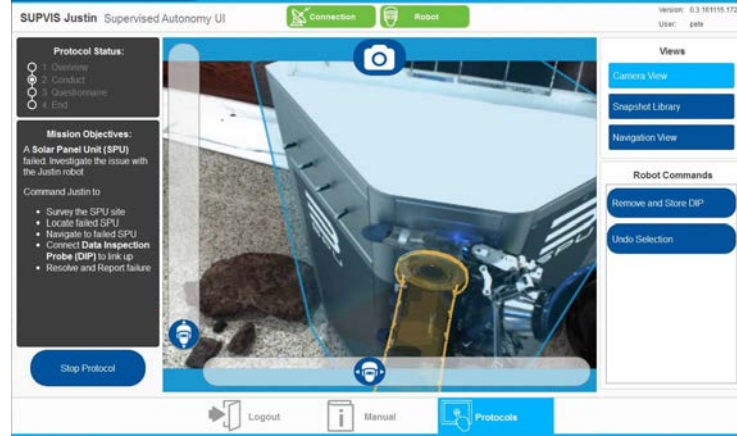 SUPVIS Justin Supervised Autonomy UI
Connection
Robot
Version: 0.3.161115.172
User: pete
Protocol Status:
1. Overview
2. Conduct
3. Questionnaire
4. End
Mission Objectives:
A Solar Panel Unit (SPU)
failed. Investigate the issue with
the Justin robot
Command Justin to
Survey the SPU site
Locate failed SPU
Navigate to failed SPU
Connect Data Inspection
Probe (DIP) to link up
Resolve and Report failure
Stop Protocol
SPU
SPU
Views
Camera View
Snapshot Library
Navigation View
Robot Commands
Remove and Store DIP
Undo Selection
Logout
i
Manual
Protocols